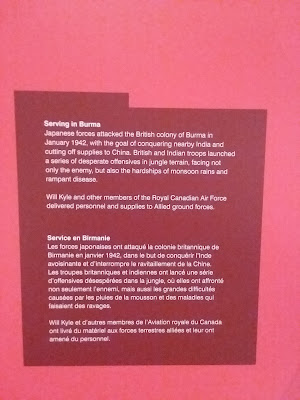 Serving in Burma
Japanese forces attacked the British colony of Burma in
January 1942, with the goal of conquering nearby India and
cutting off supplies to China. British and Indian troops launched
a series of desperate offensives in jungle terrain, facing not
only the enemy, but also the hardships of monsoon rains and
rampant disease.
Will Kyle and other members of the Royal Canadian Air Force
delivered personnel and supplies to Allied ground forces.
Service en Birmanie
Les forces japonaises ont attaqué la colonie britannique de
Birmanie en janvier 1942, dans le but de conquérir l'Inde
avoisinante et d'interrompre le ravitaillement de la Chine.
Les troupes britanniques et indiennes ont lancé une série
d'offensives désespérées dans la jungle, où elles ont affronté
non seulement l'ennemi, mais aussi les grandes difficulté
causées par les pluies de la mousson et des maladies qui
faisaient des ravages.
Will Kyle et d'autres membres de l'Aviation royale du Canada
ont livré du matériel aux forces terrestres alliées et leur ont
amené du personnel.